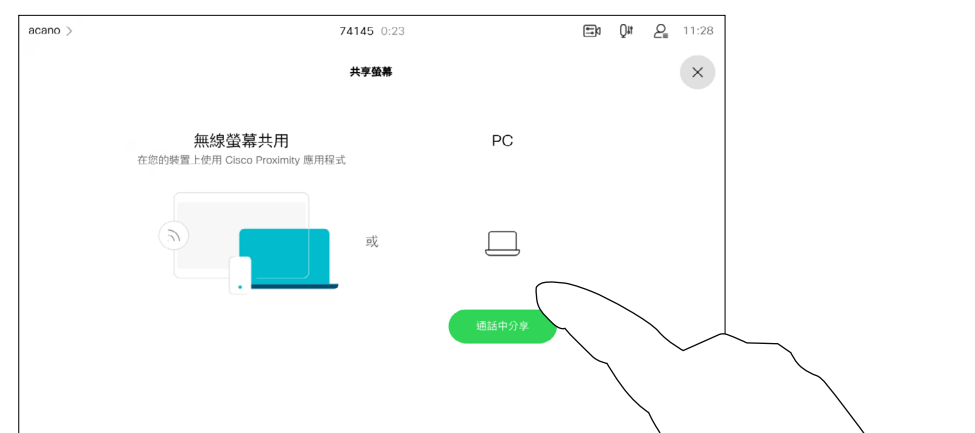 acano >
74145 0:23
11:28
共享螢幕
無線螢幕共用
在您的裝置上使用 Cisco Proximity 應用程式
PC
或
通話中分享